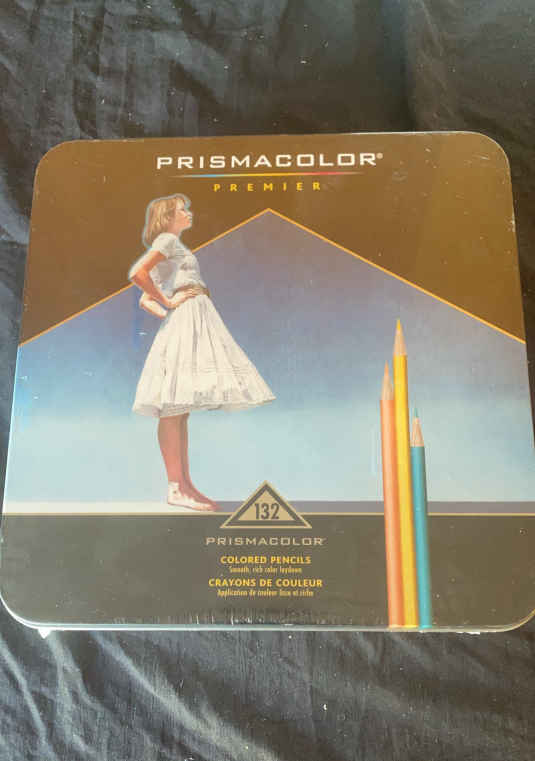 PRISMACOLOR®
PREMIER
132
PRISMACOLOR
COLORED PENCILS
Smooth, rich color laydown
CRAYONS DE COULEUR
Application de couleur lisse et riche